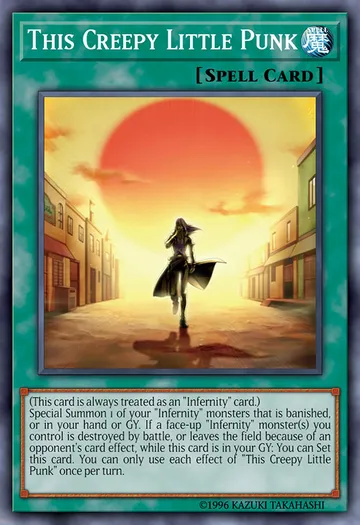 THIS CREEPY LITTLE PUNK
SPELL
魔
[SPELL CARD]
(This card is always treated as an "Infernity" card.)
Special Summon 1 of your "Infernity" monsters that is banished,
or in your hand or GY. If a face-up "Infernity" monster(s) you
control is destroyed by battle, or leaves the field because of an
opponent's card effect, while this card is in your GY: You can Set
this card. You can only use each effect of "This Creepy Little
Punk" once per turn.
©1996 KAZUKI TAKAHASHI